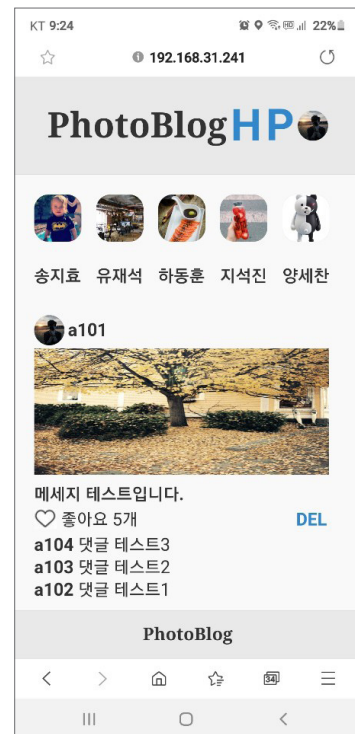 KT 9:24 22%
192.168.31.241
PhotoBlog H P
송지효 유재석 하동훈 지석진 양세찬
a101
메세지 테스트입니다.
좋아요 5개 DEL
a104 댓글 테스트3
a103 댓글 테스트2
a102 댓글 테스트1
PhotoBlog
34